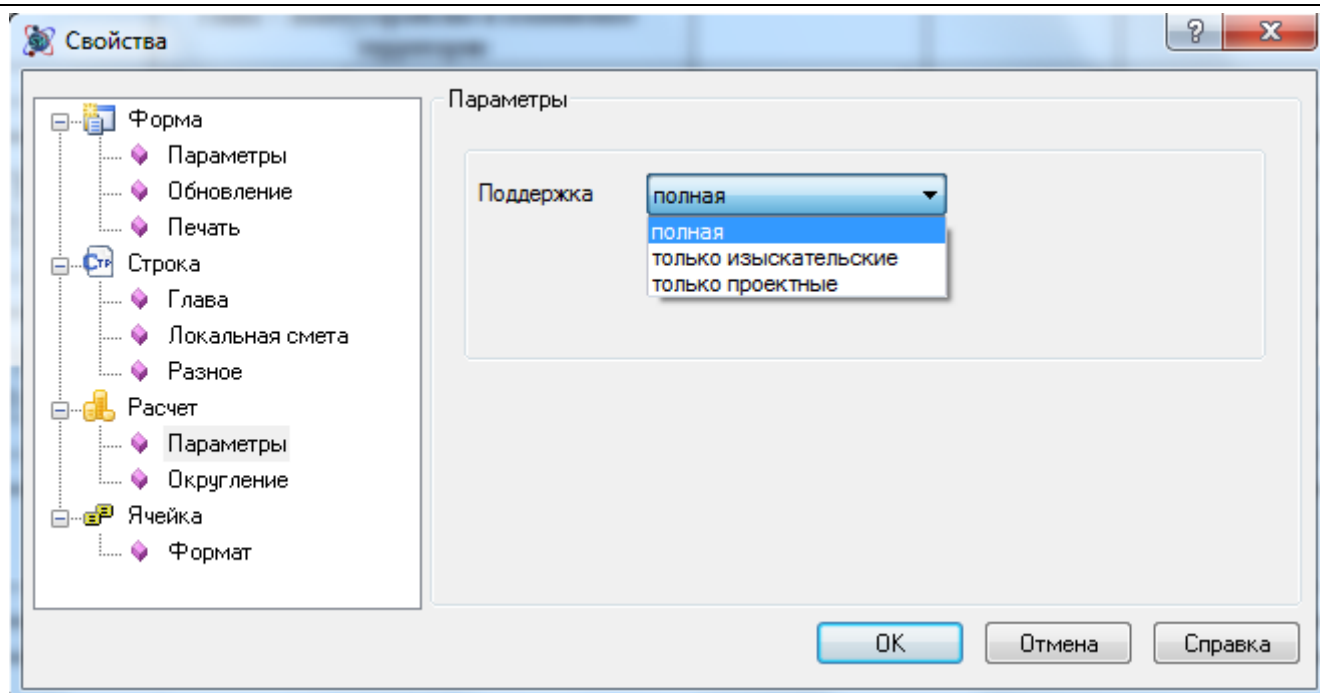 Свойства
Форма
Параметры
Обновление
Печать
Стр Строка
Глава
Локальная смета
Разное
Расчет
Параметры
Округление
Ячейка
Формат
Параметры
Поддержка
полная
полная
только изыскательские
только проектные
OK
Отмена
Справка